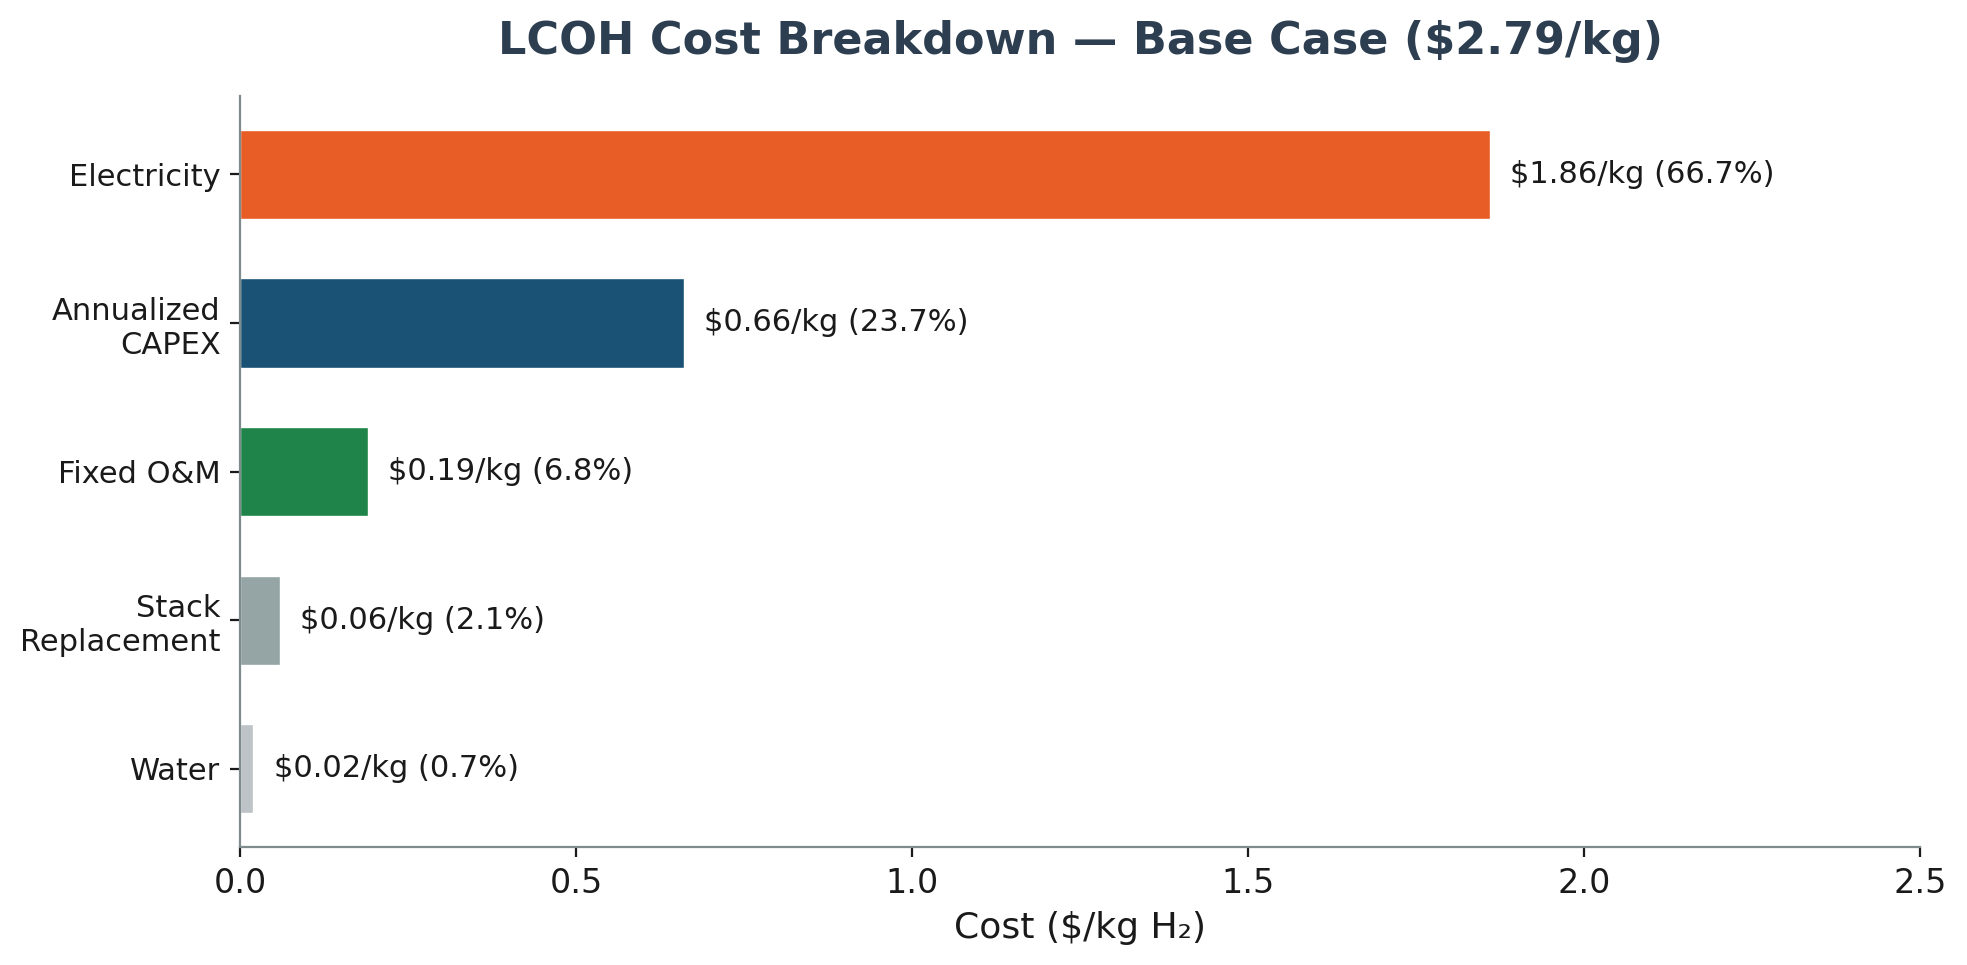 LCOH Cost Breakdown — Base Case ($2.79/kg)
Electricity
$1.86/kg (66.7%)
Annualized
CAPEX
$0.66/kg (23.7%)
Fixed O&M
$0.19/kg (6.8%)
Stack
Replacement
$0.06/kg (2.1%)
Water
$0.02/kg (0.7%)
0.0 0.5 1.0 1.5 2.0 2.5
Cost ($/kg H₂)